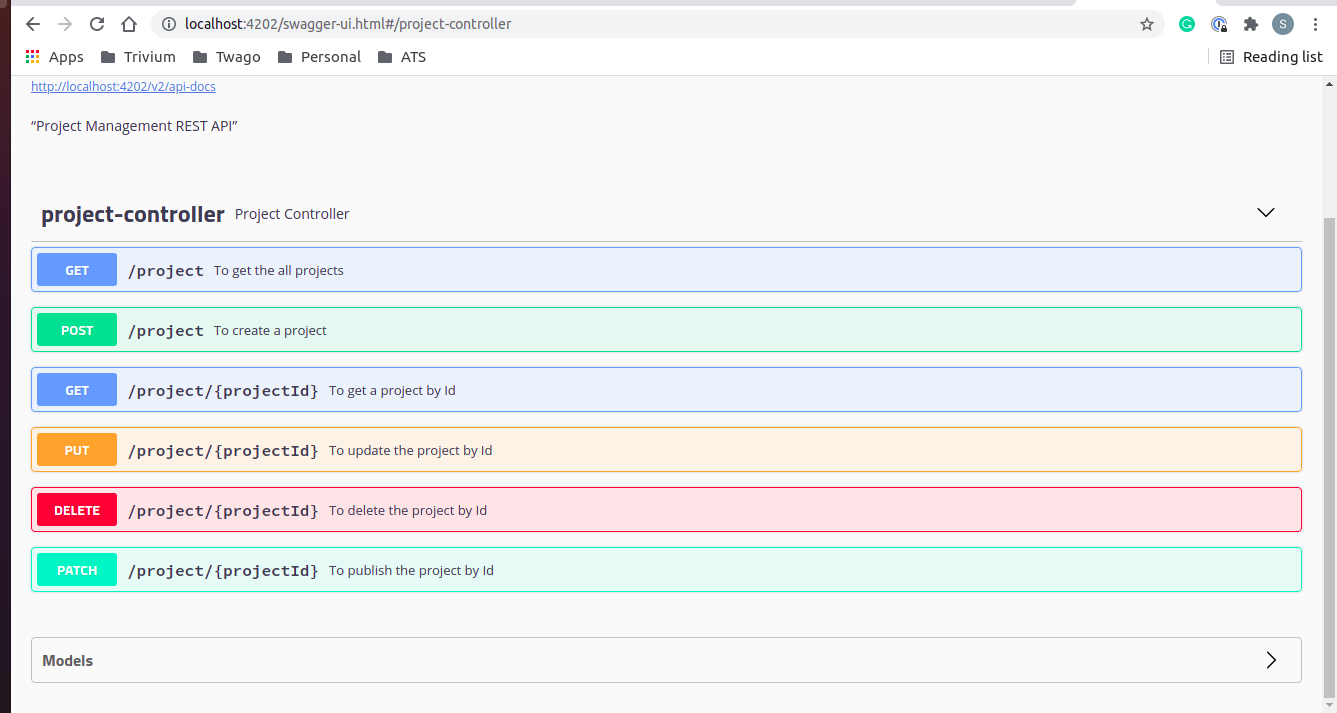 localhost:4202/swagger-ui.html#/project-controller
S
Apps Trivium Twago Personal ATS Reading list
http://localhost:4202/v2/api-docs
“Project Management REST API”
project-controller Project Controller
GET /project To get the all projects
POST /project To create a project
GET /project/{projectId} To get a project by Id
PUT /project/{projectId} To update the project by Id
DELETE /project/{projectId} To delete the project by Id
PATCH /project/{projectId} To publish the project by Id
Models